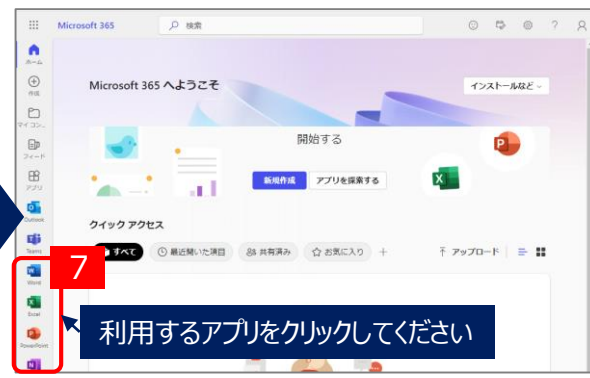 Microsoft 365
検索
ホーム
作成
マイ コン...
フィード
アプリ
Outlook
Teams
Word
Excel
PowerPoint
Microsoft 365 へようこそ
インストールなど
開始する
新規作成
アプリを探索する
クイック アクセス
すべて
最近開いた項目
共有済み
お気に入り
アップロード
7
利用するアプリをクリックしてください